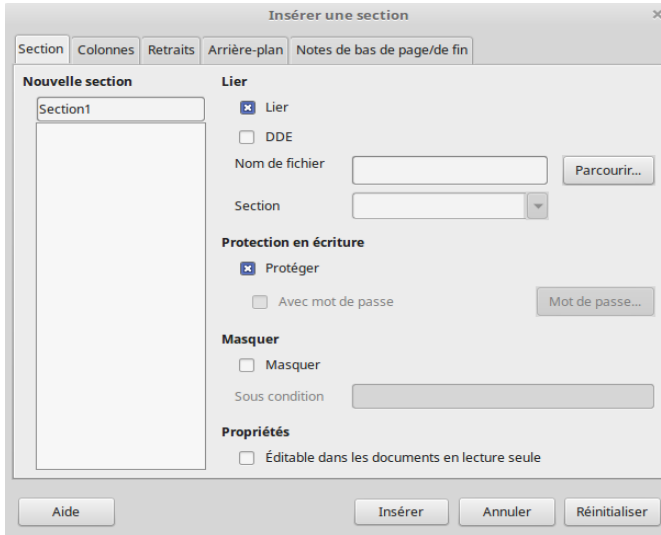 Insérer une section
Section Colonnes Retraits Arrière-plan Notes de bas de page/de fin
Nouvelle section
Section1
Lier
Lier
DDE
Nom de fichier
Parcourir...
Section
Protection en écriture
Protéger
Avec mot de passe
Mot de passe...
Masquer
Masquer
Sous condition
Propriétés
Éditable dans les documents en lecture seule
Aide Insérer Annuler Réinitialiser